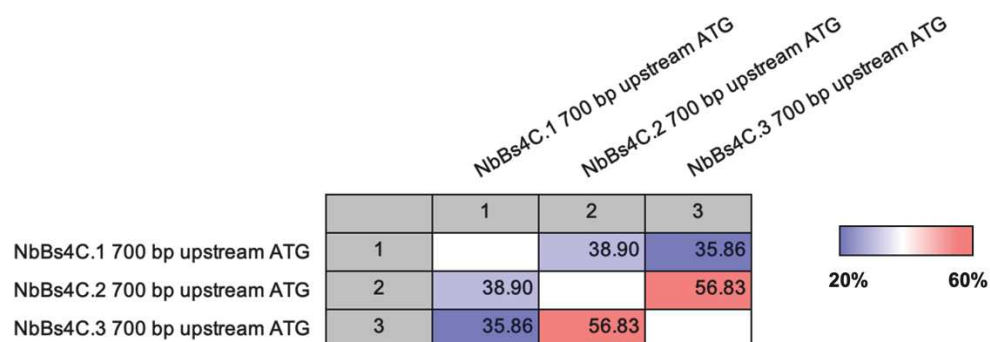 NbBs4C.1 700 bp upstream ATG
NbBs4C.2 700 bp upstream ATG
NbBs4C.3 700 bp upstream ATG
1 2 3
NbBs4C.1 700 bp upstream ATG 1 38.90 35.86
NbBs4C.2 700 bp upstream ATG 2 38.90 56.83
NbBs4C.3 700 bp upstream ATG 3 35.86 56.83
20% 60%